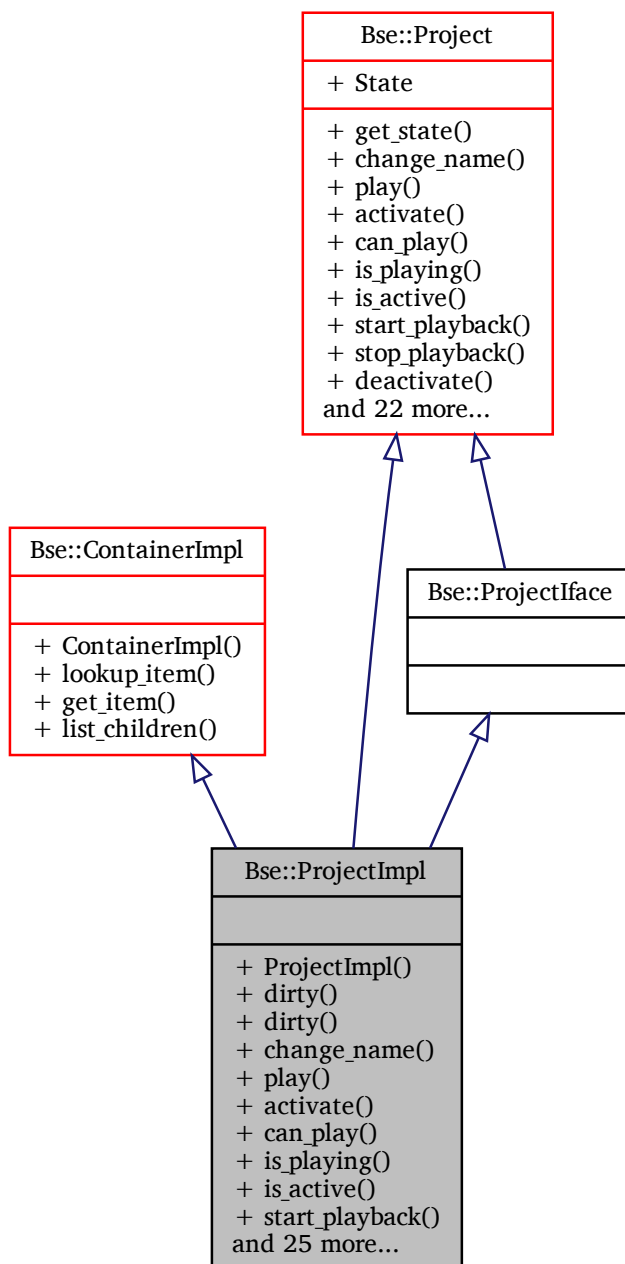 Bse::Project
+ State
+ get_state()
+ change_name()
+ play()
+ activate()
+ can_play()
+ is_playing()
+ is_active()
+ start_playback()
+ stop_playback()
+ deactivate()
and 22 more...
Bse::ContainerImpl
+ ContainerImpl()
+ lookup_item()
+ get_item()
+ list_children()
Bse::ProjectIface
Bse::ProjectImpl
+ ProjectImpl()
+ dirty()
+ dirty()
+ change_name()
+ play()
+ activate()
+ can_play()
+ is_playing()
+ is_active()
+ start_playback()
and 25 more...